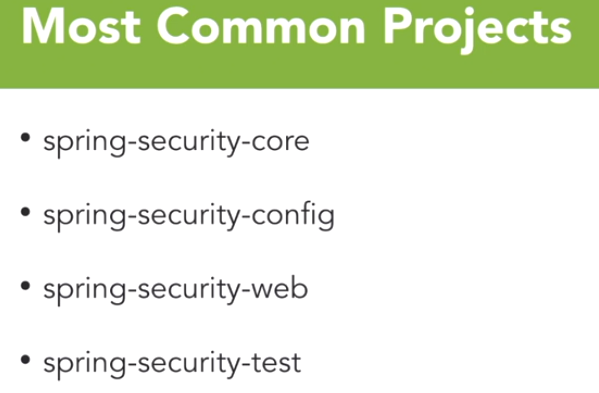 Most Common Projects
• spring-security-core
• spring-security-config
• spring-security-web
• spring-security-test